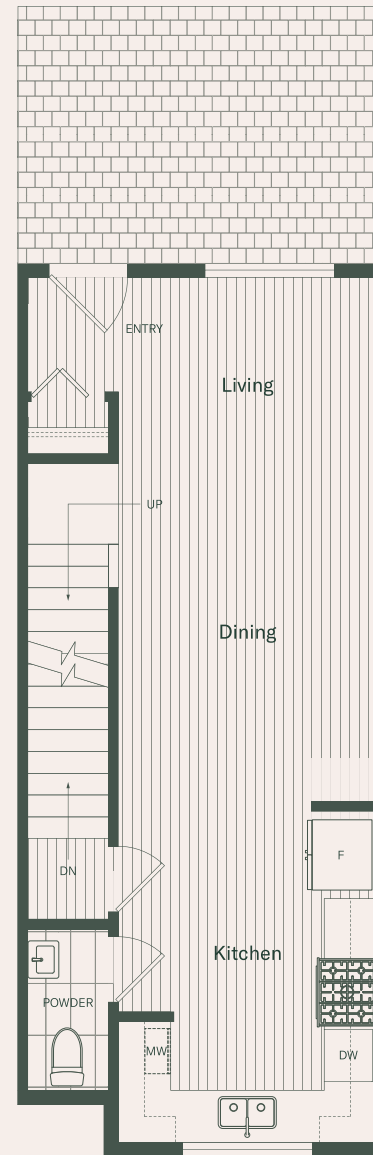 ENTRY
Living
UP
Dining
F
DN
Kitchen
POWDER
MW
DW